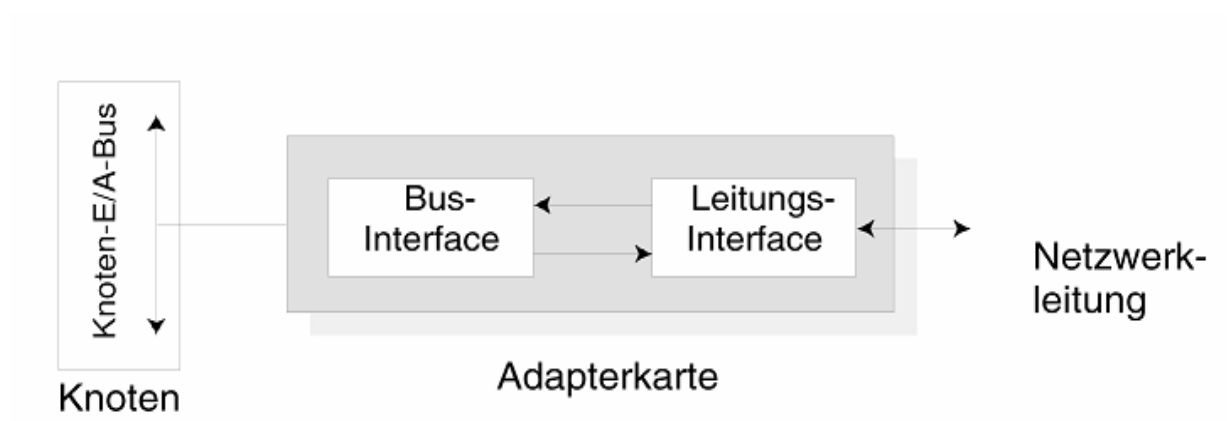 Knoten-E/A-Bus
Knoten
Bus-
Interface
Leitungs-
Interface
Adapterkarte
Netzwerk-
leitung